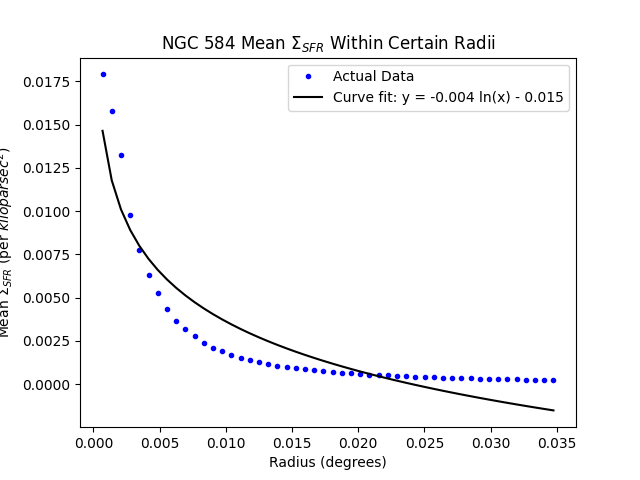 NGC 584 Mean Σ_SFR Within Certain Radii
Actual Data
Curve fit: y = -0.004 ln(x) - 0.015
Mean Σ_SFR (per kiloparsec²)
0.0175
0.0150
0.0125
0.0100
0.0075
0.0050
0.0025
0.0000
0.000 0.005 0.010 0.015 0.020 0.025 0.030 0.035
Radius (degrees)